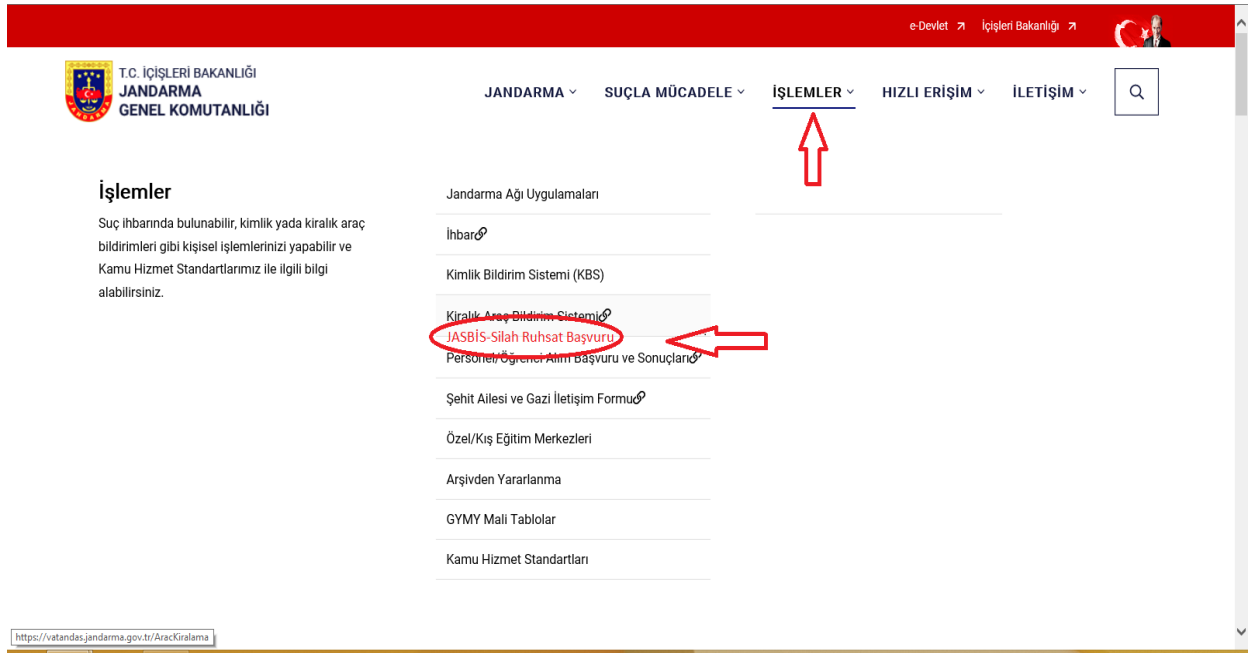 e-Devlet İçişleri Bakanlığı
T.C. İÇİŞLERİ BAKANLIĞI
JANDARMA
GENEL KOMUTANLIĞI
JANDARMA SUÇLA MÜCADELE İŞLEMLER HIZLI ERİŞİM İLETİŞİM
İşlemler
Suç ihbarında bulunabilir, kimlik yada kiralık araç
bildirimleri gibi kişisel işlemlerinizi yapabilir ve
Kamu Hizmet Standartlarımız ile ilgili bilgi
alabilirsiniz.
Jandarma Ağı Uygulamaları
İhbar
Kimlik Bildirim Sistemi (KBS)
Kiralık Araç Bildirim Sistemi
JASBİS-Silah Ruhsat Başvuru
Personel/Öğrenci Alım Başvuru ve Sonuçları
Şehit Ailesi ve Gazi İletişim Formu
Özel/Kış Eğitim Merkezleri
Arşivden Yararlanma
GYMY Mali Tablolar
Kamu Hizmet Standartları
https://vatandas.jandarma.gov.tr/AracKiralama